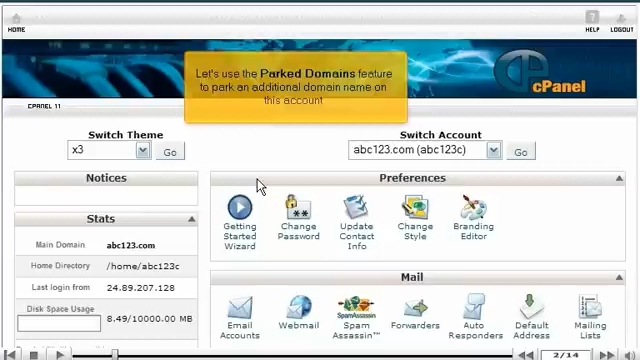 HOME
HELP
LOGOUT
Let's use the Parked Domains feature
to park an additional domain name on
this account
cPanel
CPANEL 11
Switch Theme
x3
Go
Switch Account
abc123.com (abc123c)
Go
Notices
Stats
Main Domain abc123.com
Home Directory /home/abc123c
Last login from 24.89.207.128
Disk Space Usage 8.49/10000.00 MB
Preferences
Getting
Started
Wizard
Change
Password
Update
Contact
Info
Change
Style
Branding
Editor
Mail
Email
Accounts
Webmail
SpamAssassin
Spam
Assassin™
Forwarders
Auto
Responders
Default
Address
Mailing
Lists
2/14